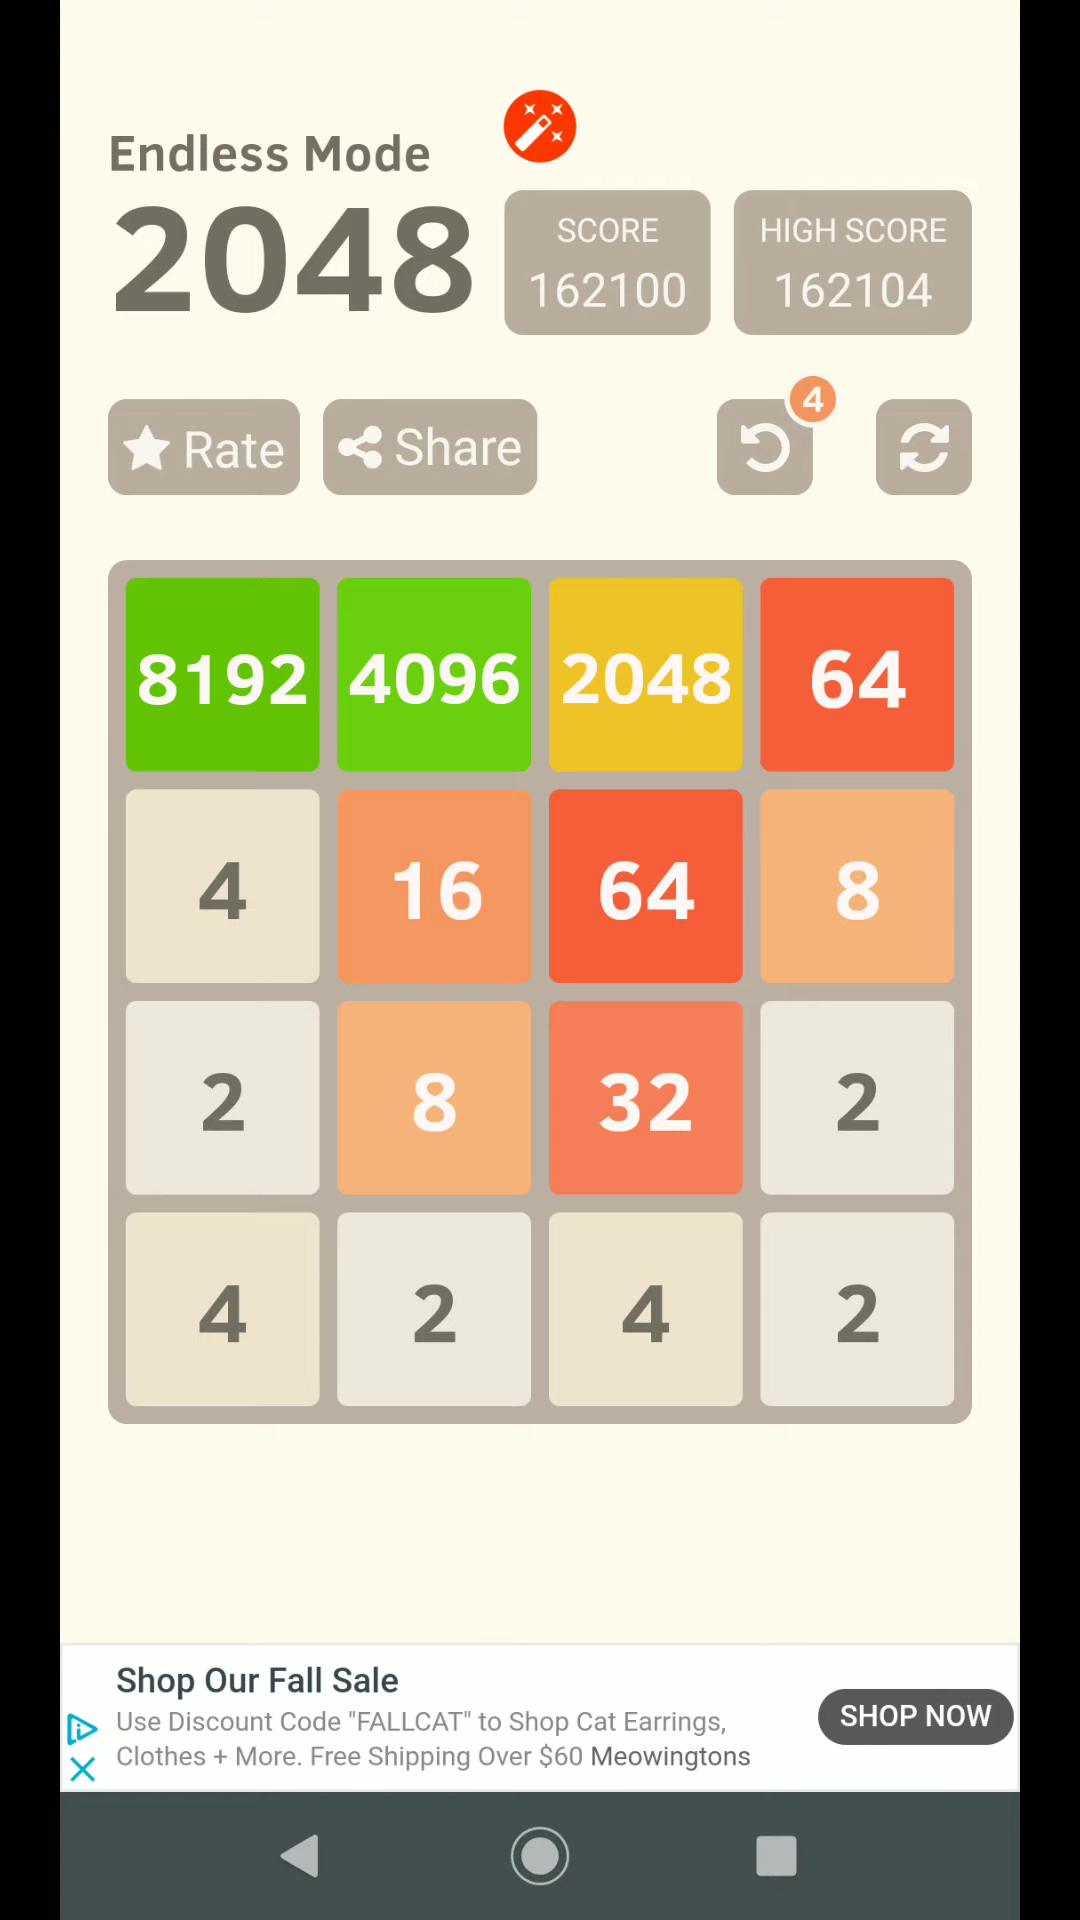 Endless Mode
2048
SCORE
162100
HIGH SCORE
162104
Rate
Share
4
8192 4096 2048 64
4 16 64 8
2 8 32 2
4 2 4 2
Shop Our Fall Sale
Use Discount Code "FALLCAT" to Shop Cat Earrings,
Clothes + More. Free Shipping Over $60 Meowingtons
SHOP NOW